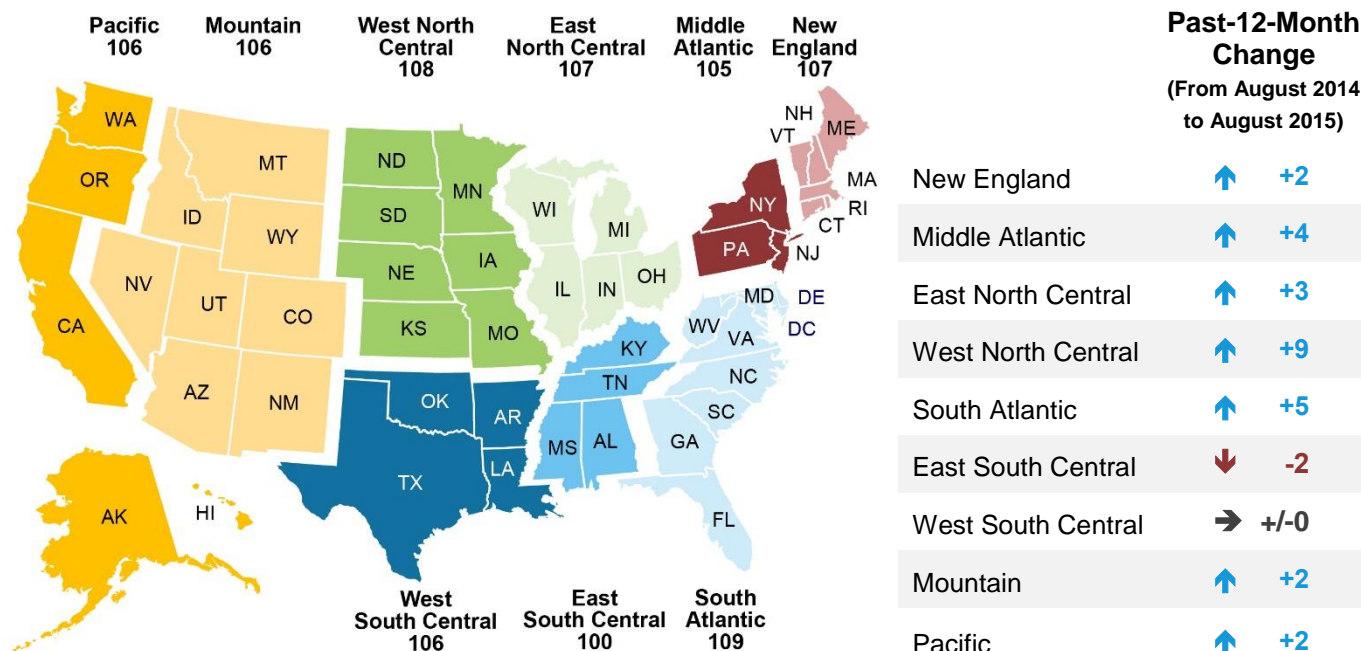 Pacific
106
Mountain
106
West North
Central
108
East
North Central
107
Middle
Atlantic
105
New
England
107
WA
OR
CA
AK
HI
MT
ID
WY
NV
UT
CO
AZ
NM
ND
SD
NE
KS
MN
IA
MO
WI
MI
IL
IN
OH
NY
PA
NJ
NH
VT
ME
MA
RI
CT
MD
DE
DC
WV
VA
NC
SC
GA
FL
KY
TN
MS
AL
OK
AR
TX
LA
West
South Central
106
East
South Central
100
South
Atlantic
109
Past-12-Month
Change
(From August 2014
to August 2015)
New England +2
Middle Atlantic +4
East North Central +3
West North Central +9
South Atlantic +5
East South Central -2
West South Central +/-0
Mountain +2
Pacific +2